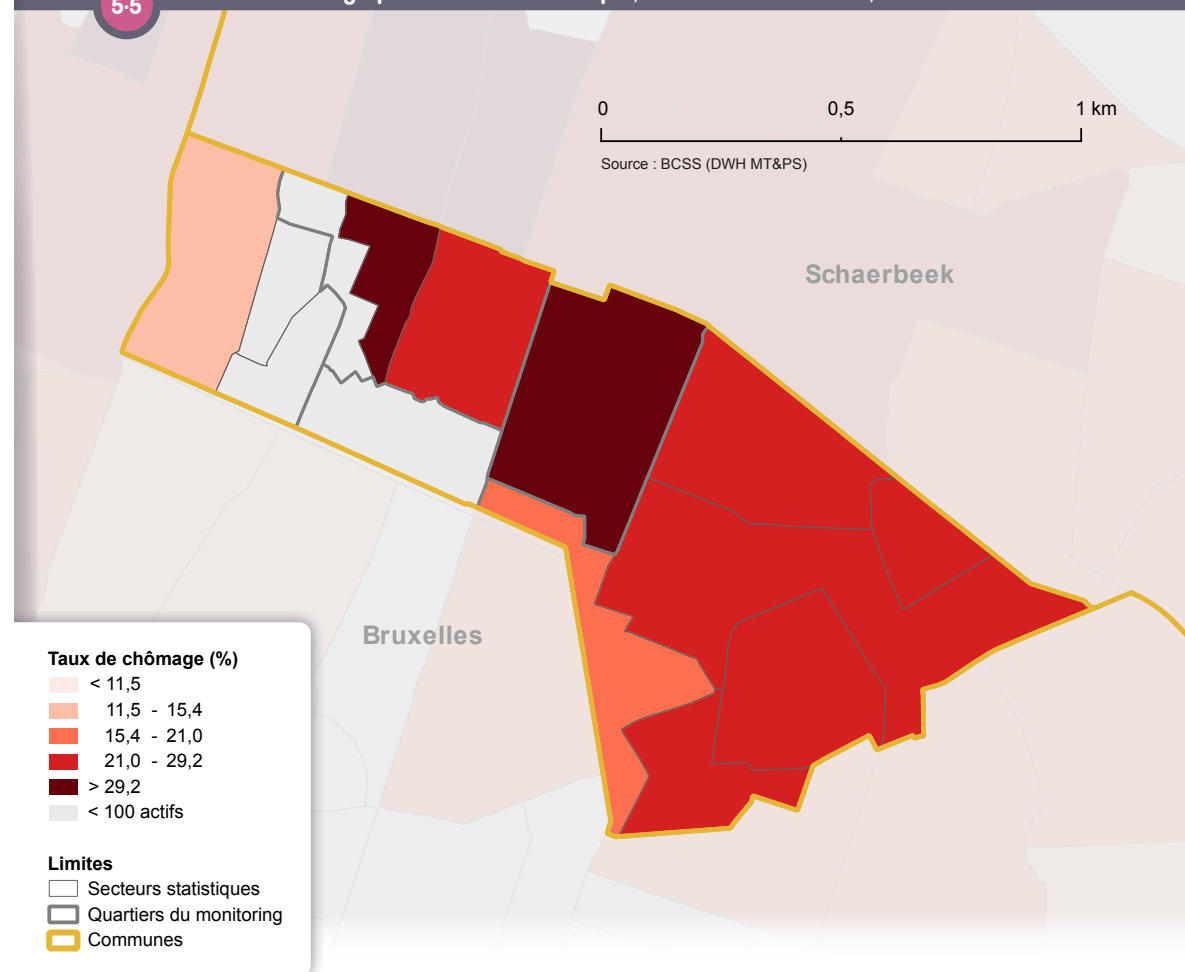 5.5
0 0,5 1 km
Source : BCSS (DWH MT&PS)
Schaerbeek
Bruxelles
Taux de chômage (%)
< 11,5
11,5 - 15,4
15,4 - 21,0
21,0 - 29,2
> 29,2
< 100 actifs
Limites
Secteurs statistiques
Quartiers du monitoring
Communes